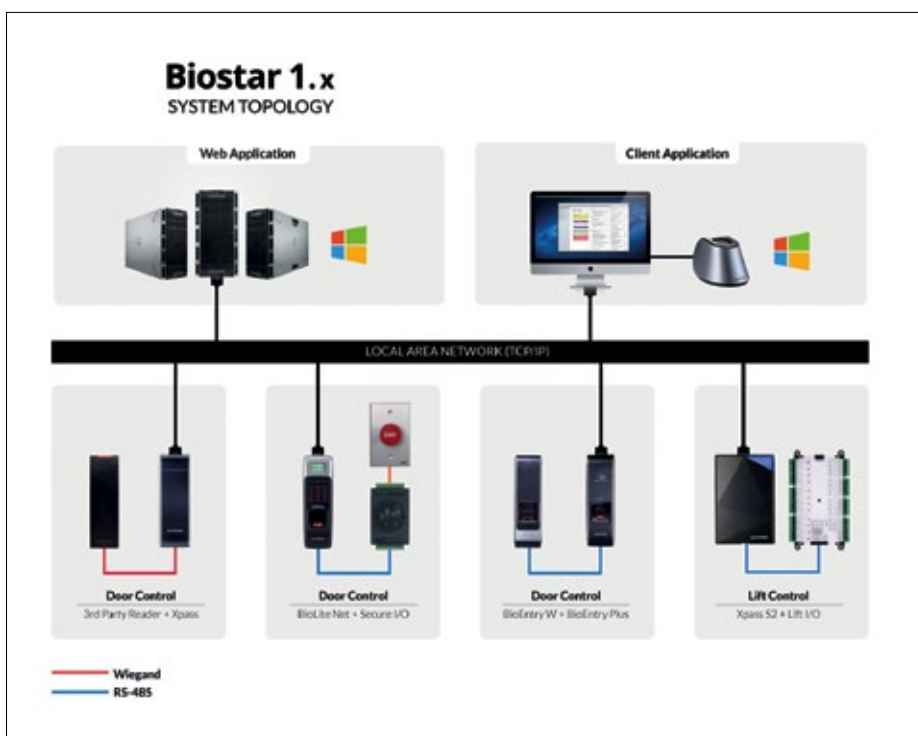 Biostar 1.x
SYSTEM TOPOLOGY
Web Application
Client Application
LOCAL AREA NETWORK (TCP/IP)
Door Control
3rd Party Reader + Xpass
Door Control
BioLite Net + Secure I/O
Door Control
BioEntry W + BioEntry Plus
Lift Control
Xpass S2 + Lift I/O
Wiegand
RS-485